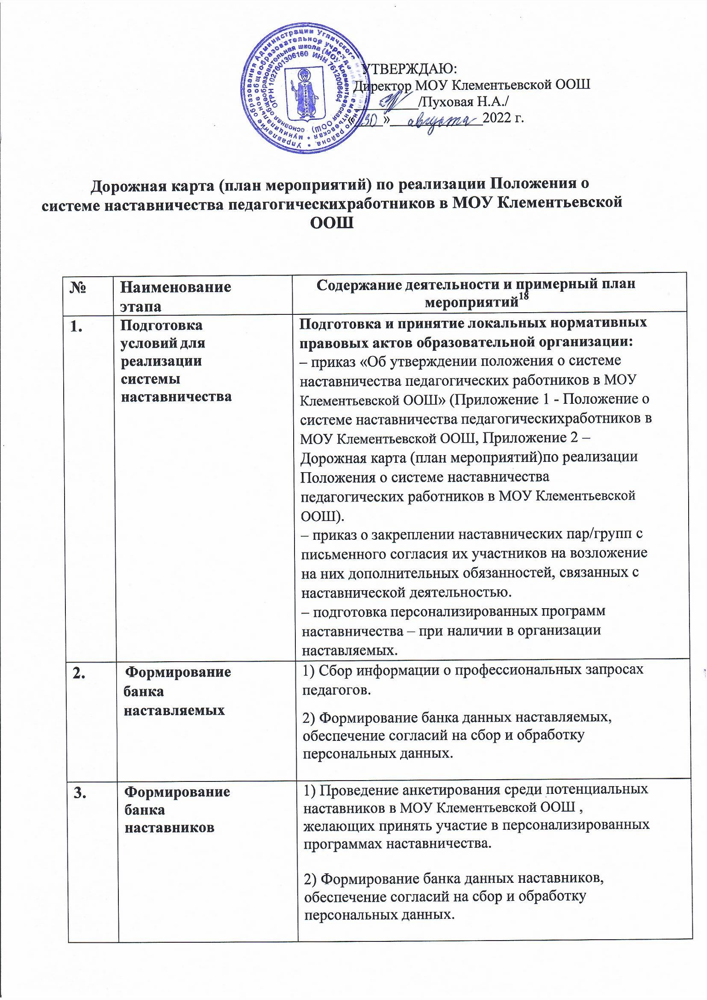 Управление образования Администрации Угличского муниципального района *
муниципальное общеобразовательное учреждение Клементьевская *
основная общеобразовательная школа (МОУ Клементьевская ООШ)
ОГРН 1027601306160 ИНН 7612008464
УТВЕРЖДАЮ:
Директор МОУ Клементьевской ООШ
/Пуховая Н.А./
«30» августа 2022 г.
Дорожная карта (план мероприятий) по реализации Положения о
системе наставничества педагогическихработников в МОУ Клементьевской
ООШ
№
Наименование
этапа
Содержание деятельности и примерный план
мероприятий18
1.
Подготовка
условий для
реализации
системы
наставничества
Подготовка и принятие локальных нормативных
правовых актов образовательной организации:
– приказ «Об утверждении положения о системе
наставничества педагогических работников в МОУ
Клементьевской ООШ» (Приложение 1 - Положение о
системе наставничества педагогическихработников в
МОУ Клементьевской ООШ, Приложение 2 –
Дорожная карта (план мероприятий)по реализации
Положения о системе наставничества
педагогических работников в МОУ Клементьевской
ООШ).
– приказ о закреплении наставнических пар/групп с
письменного согласия их участников на возложение
на них дополнительных обязанностей, связанных с
наставнической деятельностью.
– подготовка персонализированных программ
наставничества – при наличии в организации
наставляемых.
2.
Формирование
банка
наставляемых
1) Сбор информации о профессиональных запросах
педагогов.
2) Формирование банка данных наставляемых,
обеспечение согласий на сбор и обработку
персональных данных.
3.
Формирование
банка
наставников
1) Проведение анкетирования среди потенциальных
наставников в МОУ Клементьевской ООШ ,
желающих принять участие в персонализированных
программах наставничества.
2) Формирование банка данных наставников,
обеспечение согласий на сбор и обработку
персональных данных.